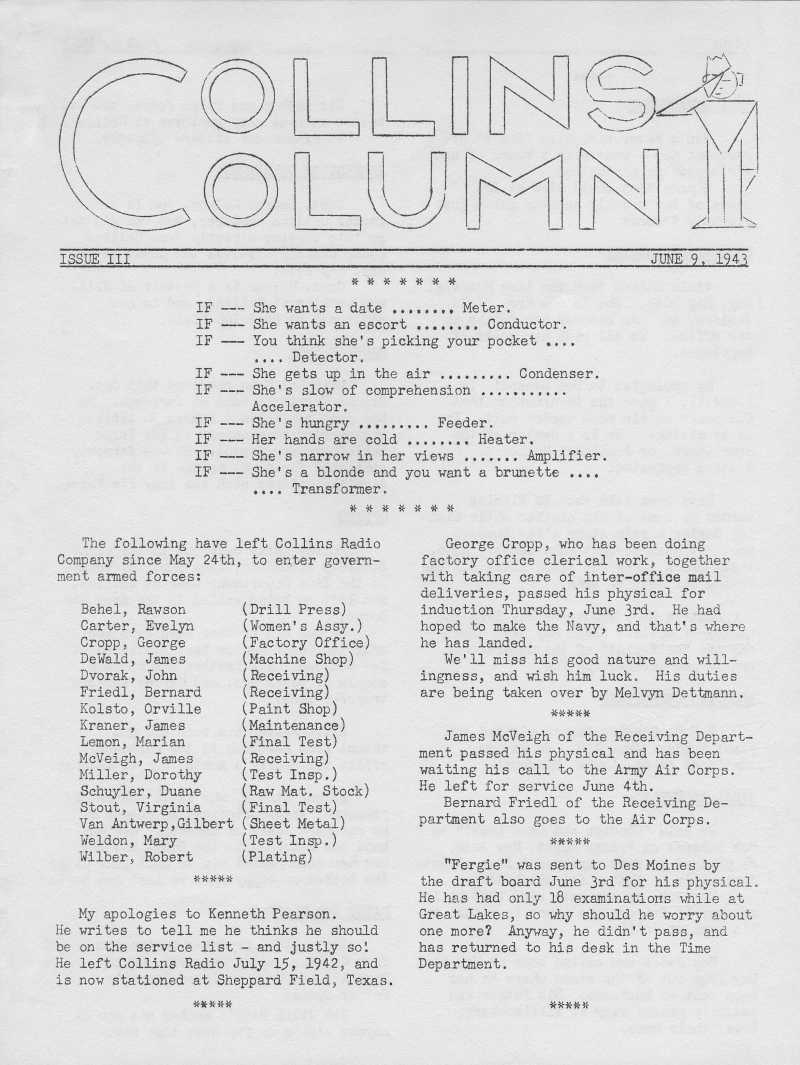 COLLINS
COLUMN
ISSUE III
JUNE 9, 1943
* * * * * * *
IF --- She wants a date ........ Meter.
IF --- She wants an escort ........ Conductor.
IF --- You think she's picking your pocket ....
.... Detector.
IF --- She gets up in the air ......... Condenser.
IF --- She's slow of comprehension ...........
Accelerator.
IF --- She's hungry ......... Feeder.
IF --- Her hands are cold ........ Heater.
IF --- She's narrow in her views ....... Amplifier.
IF --- She's a blonde and you want a brunette ....
.... Transformer.
* * * * * * *
The following have left Collins Radio
Company since May 24th, to enter govern-
ment armed forces:
Behel, Rawson (Drill Press)
Carter, Evelyn (Women's Assy.)
Cropp, George (Factory Office)
DeWald, James (Machine Shop)
Dvorak, John (Receiving)
Friedl, Bernard (Receiving)
Kolsto, Orville (Paint Shop)
Kraner, James (Maintenance)
Lemon, Marian (Final Test)
McVeigh, James (Receiving)
Miller, Dorothy (Test Insp.)
Schuyler, Duane (Raw Mat. Stock)
Stout, Virginia (Final Test)
Van Antwerp,Gilbert (Sheet Metal)
Weldon, Mary (Test Insp.)
Wilber, Robert (Plating)
*****
My apologies to Kenneth Pearson.
He writes to tell me he thinks he should
be on the service list - and justly so!
He left Collins Radio July 15, 1942, and
is now stationed at Sheppard Field, Texas.
*****
George Cropp, who has been doing
factory office clerical work, together
with taking care of inter-office mail
deliveries, passed his physical for
induction Thursday, June 3rd. He had
hoped to make the Navy, and that's where
he has landed.
We'll miss his good nature and will-
ingness, and wish him luck. His duties
are being taken over by Melvyn Dettmann.
*****
James McVeigh of the Receiving Depart-
ment passed his physical and has been
waiting his call to the Army Air Corps.
He left for service June 4th.
Bernard Friedl of the Receiving De-
partment also goes to the Air Corps.
*****
"Fergie" was sent to Des Moines by
the draft board June 3rd for his physical.
He has had only 18 examinations while at
Great Lakes, so why should he worry about
one more? Anyway, he didn't pass, and
has returned to his desk in the Time
Department.
*****